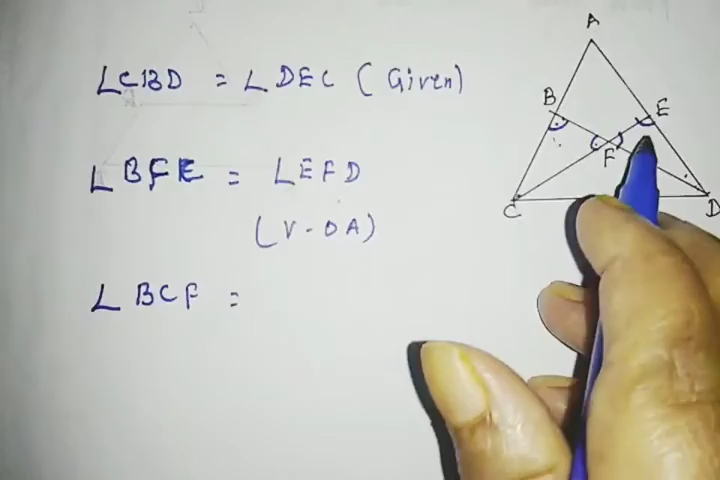 ∠CBD = ∠DEC (Given)
∠BFE = ∠EFD
(V-OA)
∠BCF =
A
B
E
F
C
D